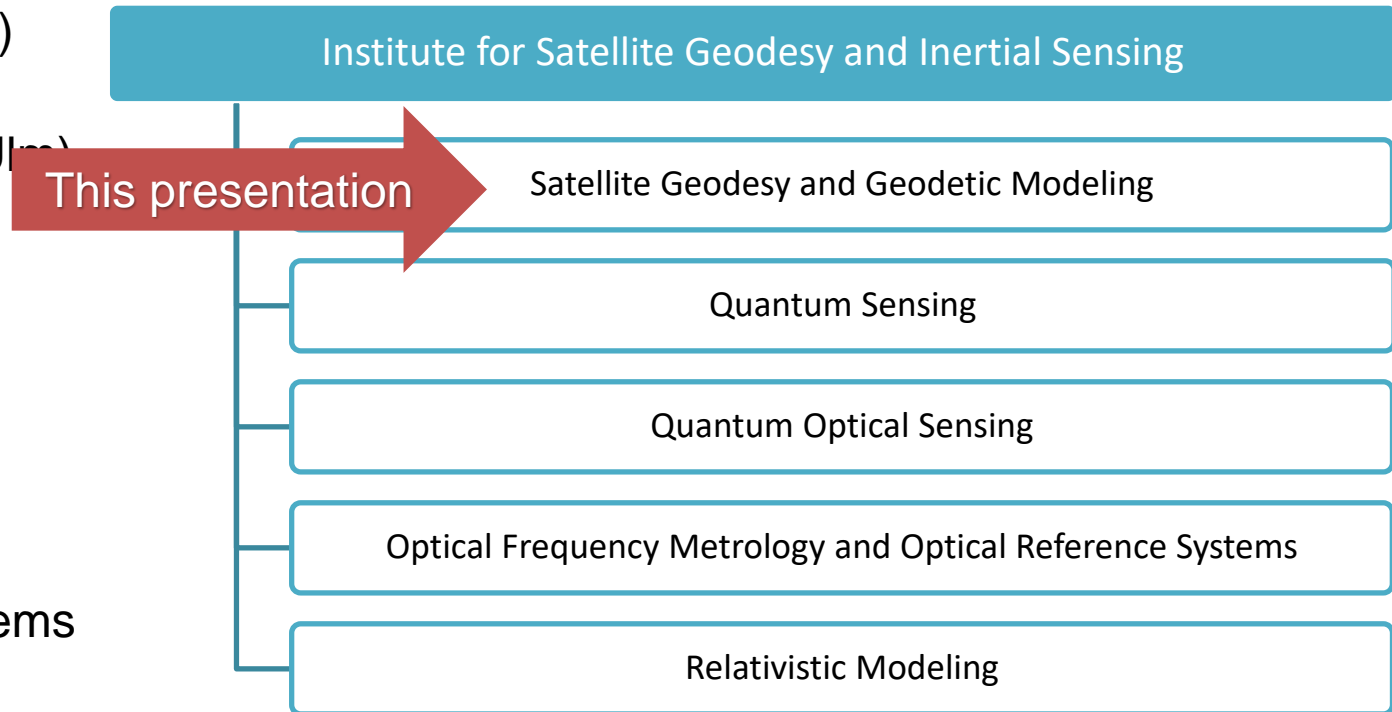 )
Institute for Satellite Geodesy and Inertial Sensing
This presentation
Satellite Geodesy and Geodetic Modeling
Quantum Sensing
Quantum Optical Sensing
Optical Frequency Metrology and Optical Reference Systems
ems
Relativistic Modeling